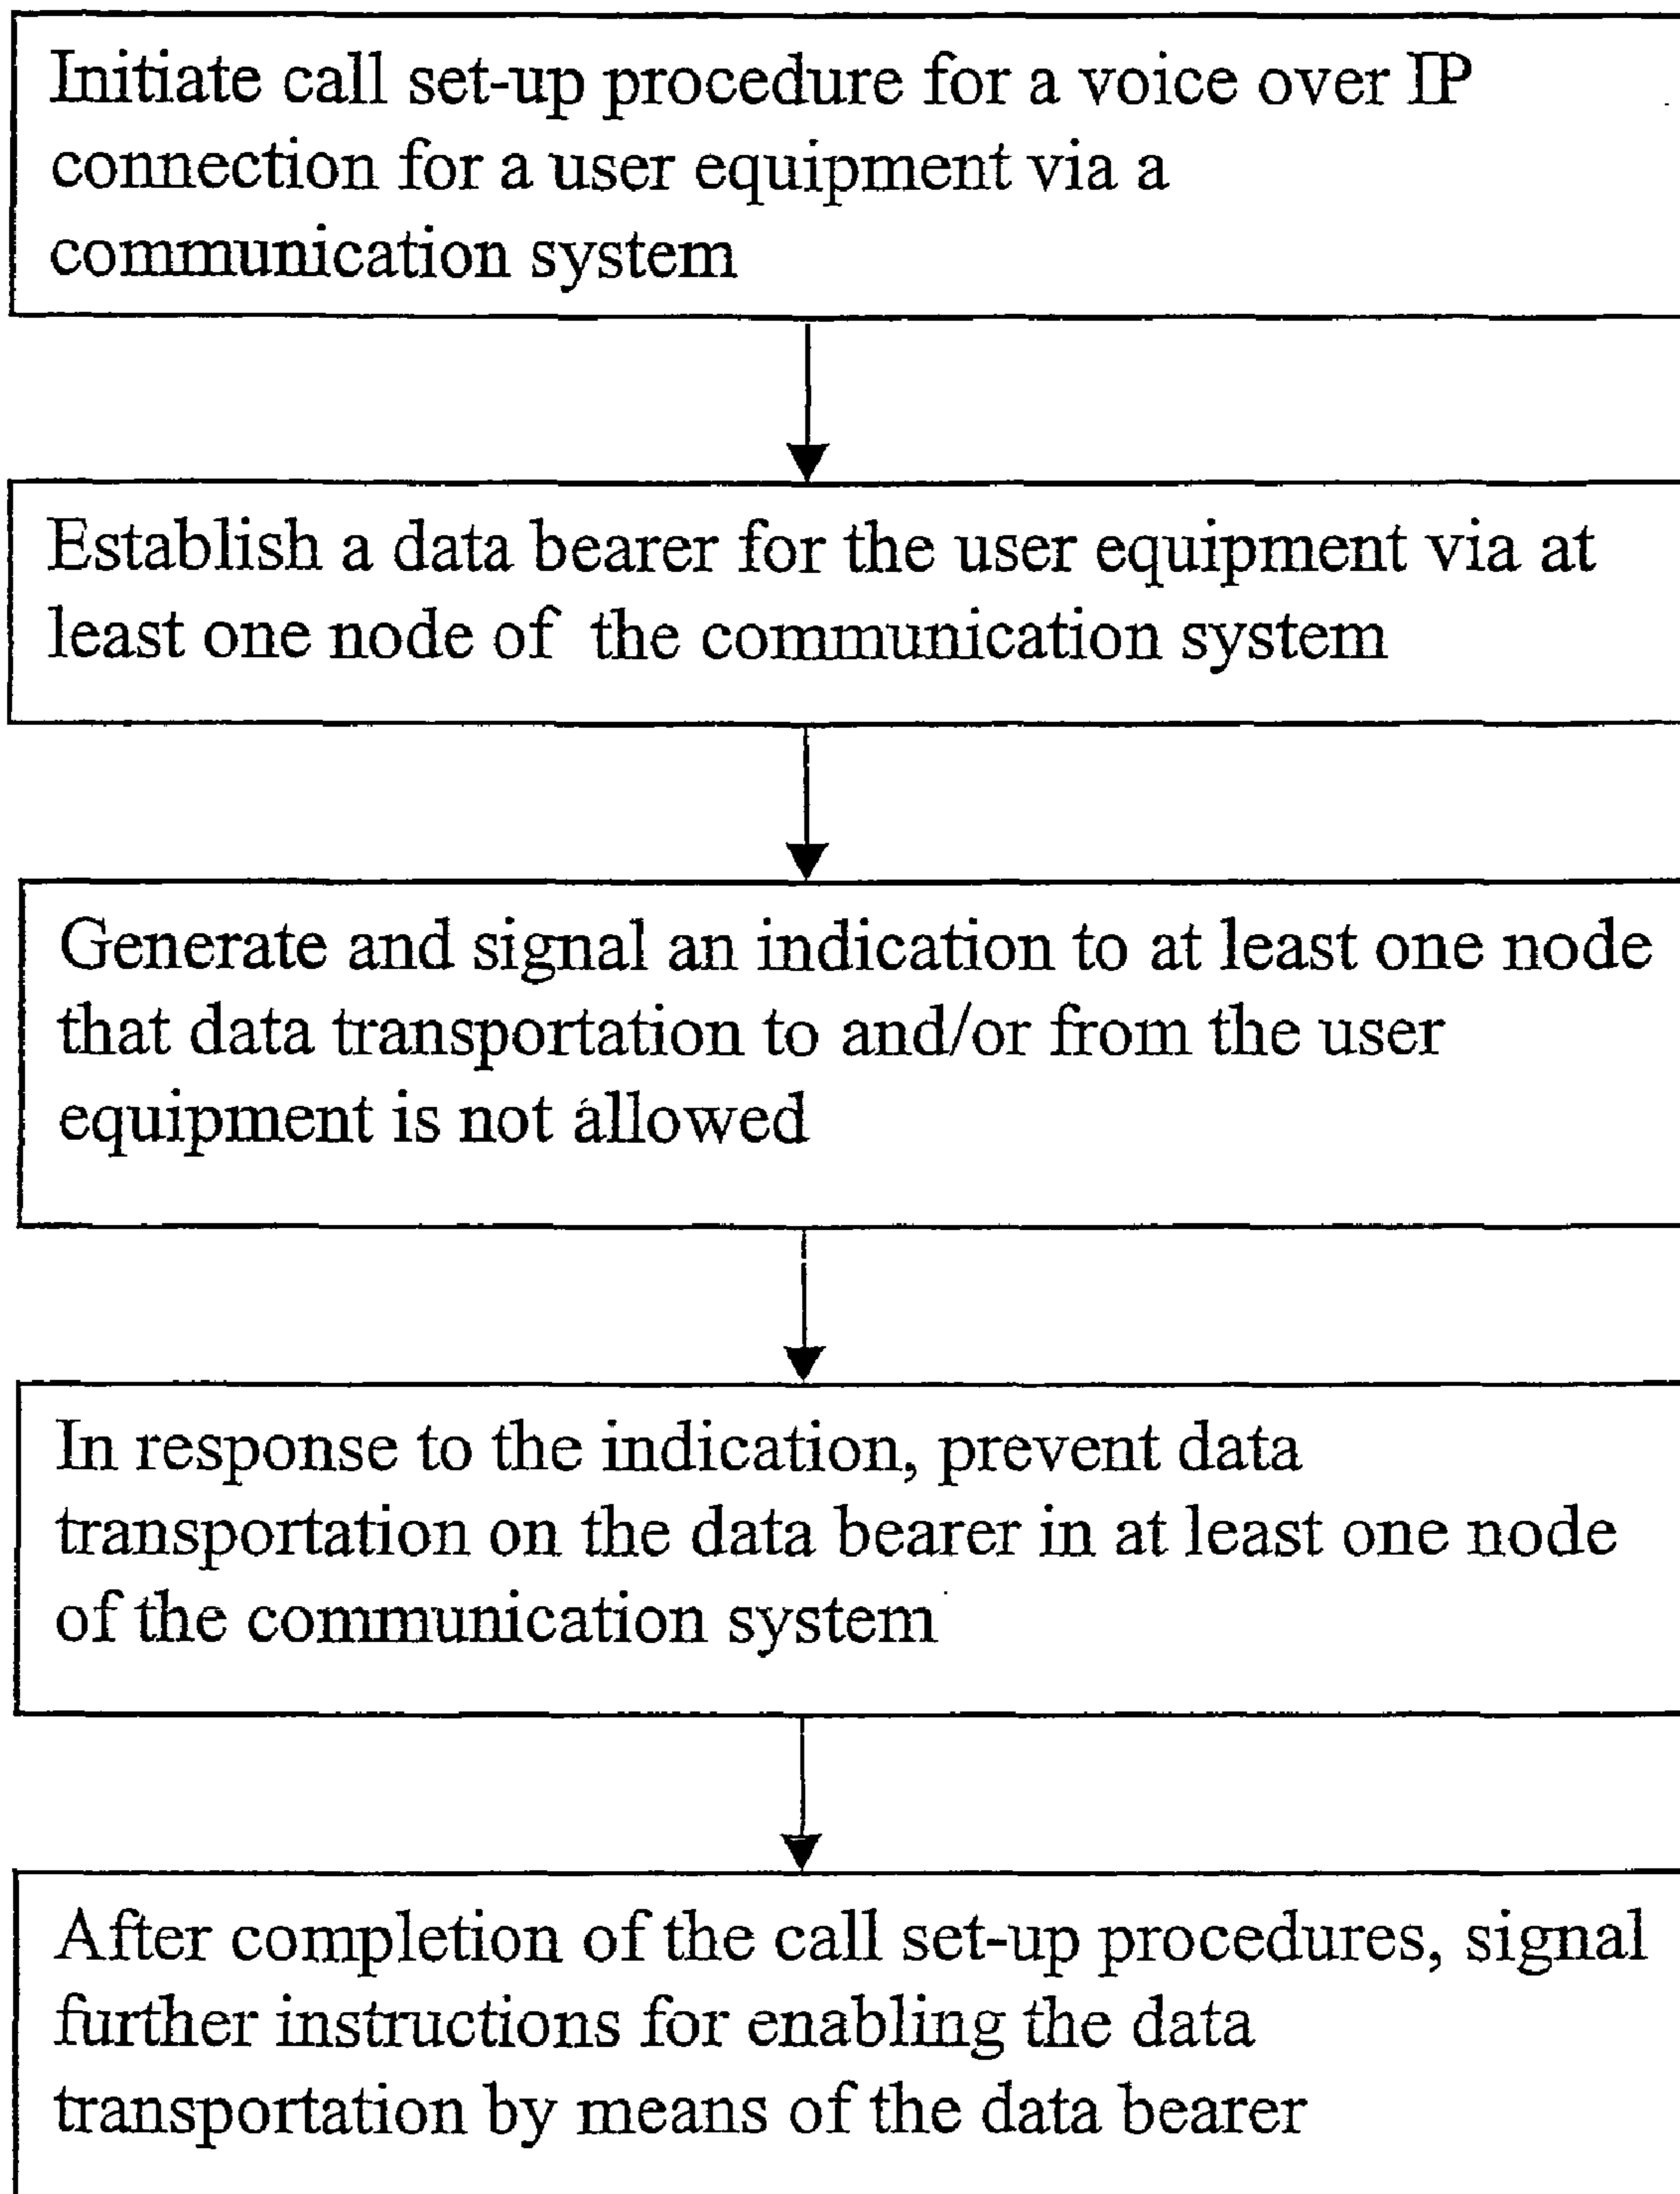 Initiate call set-up procedure for a voice over IP
connection for a user equipment via a
communication system
Establish a data bearer for the user equipment via at
least one node of the communication system
Generate and signal an indication to at least one node
that data transportation to and/or from the user
equipment is not allowed
In response to the indication, prevent data
transportation on the data bearer in at least one node
of the communication system
After completion of the call set-up procedures, signal
further instructions for enabling the data
transportation by means of the data bearer